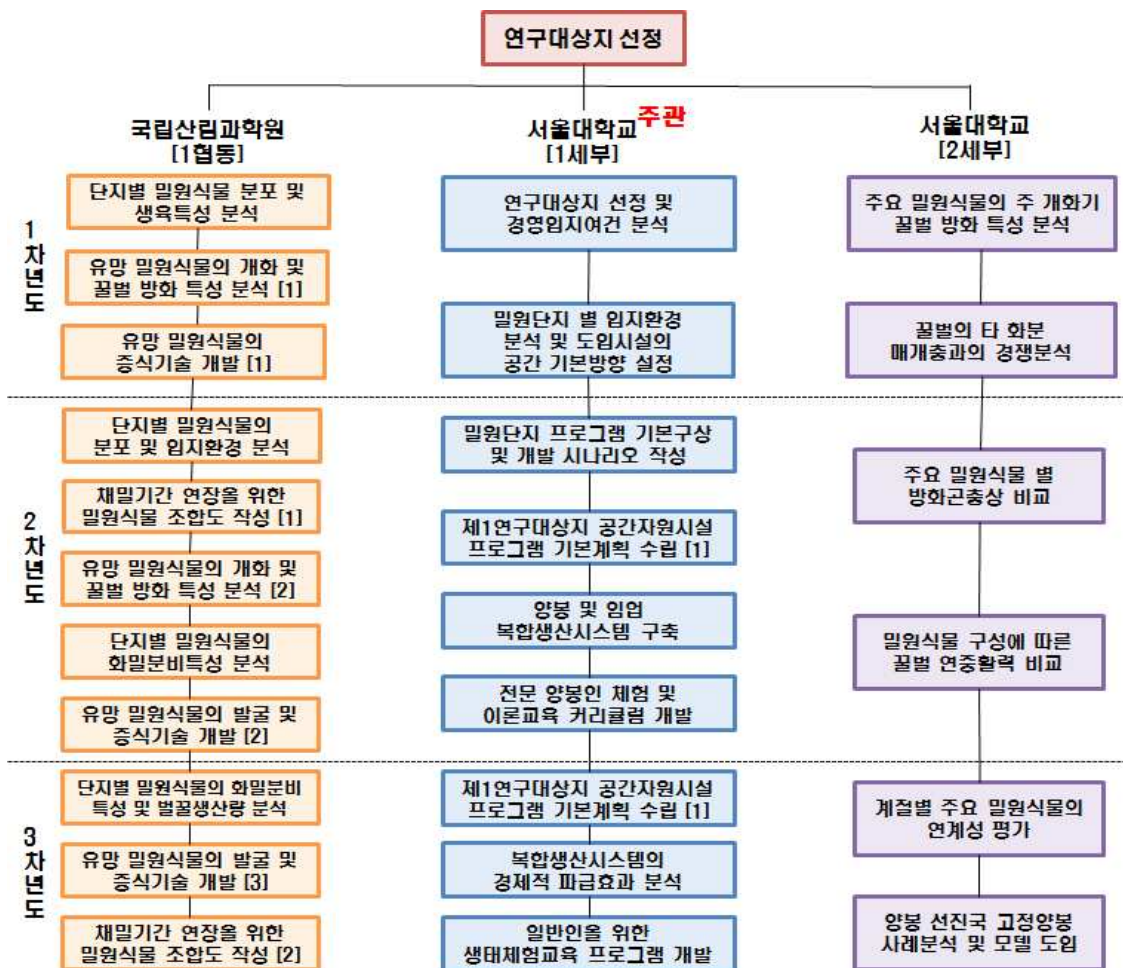 연구대상지 선정
국립산림과학원
[1협동]
서울대학교 주관
[1세부]
서울대학교
[2세부]
1차년도
단지별 밀원식물 분포 및
생육특성 분석
유망 밀원식물의 개화 및
꿀벌 방화 특성 분석 [1]
유망 밀원식물의
증식기술 개발 [1]
연구대상지 선정 및
경영입지여건 분석
밀원단지 별 입지환경
분석 및 도입시설의
공간 기본방향 설정
주요 밀원식물의 주 개화기
꿀벌 방화 특성 분석
꿀벌의 타 화분
매개충과의 경쟁분석
2차년도
단지별 밀원식물의
분포 및 입지환경 분석
채밀기간 연장을 위한
밀원식물 조합도 작성 [1]
유망 밀원식물의 개화 및
꿀벌 방화 특성 분석 [2]
단지별 밀원식물의
화밀분비특성 분석
유망 밀원식물의 발굴 및
증식기술 개발 [2]
밀원단지 프로그램 기본구상
및 개발 시나리오 작성
제1연구대상지 공간자원시설
프로그램 기본계획 수립 [1]
양봉 및 임업
복합생산시스템 구축
전문 양봉인 체험 및
이론교육 커리큘럼 개발
주요 밀원식물 별
방화곤충상 비교
밀원식물 구성에 따른
꿀벌 연중활력 비교
3차년도
단지별 밀원식물의 화밀분비
특성 및 벌꿀생산량 분석
유망 밀원식물의 발굴 및
증식기술 개발 [3]
채밀기간 연장을 위한
밀원식물 조합도 작성 [2]
제1연구대상지 공간자원시설
프로그램 기본계획 수립 [1]
복합생산시스템의
경제적 파급효과 분석
일반인을 위한
생태체험교육 프로그램 개발
계절별 주요 밀원식물의
연계성 평가
양봉 선진국 고정양봉
사례분석 및 모델 도입